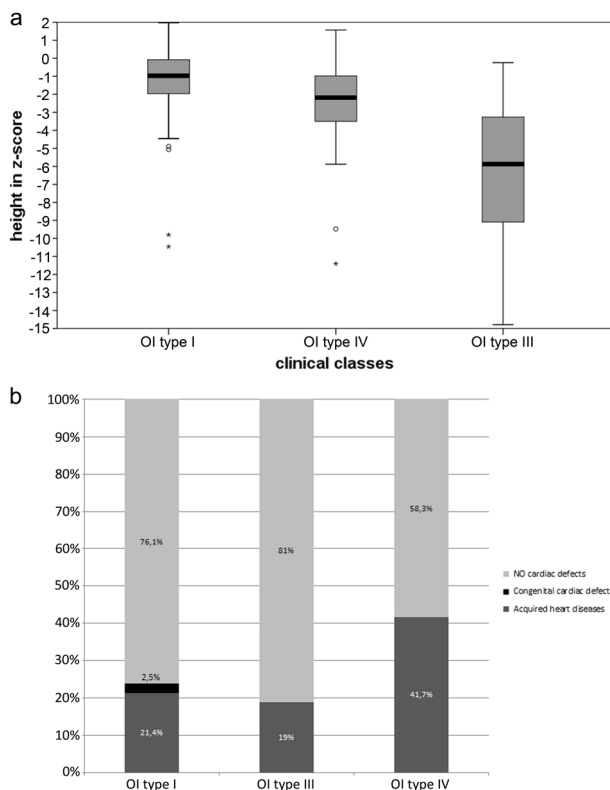 a
height in z-score
2
1
0
-1
-2
-3
-4
-5
-6
-7
-8
-9
-10
-11
-12
-13
-14
-15
OI type I
OI type IV
OI type III
clinical classes
b
100%
90%
80%
70%
60%
50%
40%
30%
20%
10%
0%
76,1%
2,5%
21,4%
81%
19%
58,3%
41,7%
NO cardiac defects
Congenital cardiac defect
Acquired heart diseases
OI type I
OI type III
OI type IV